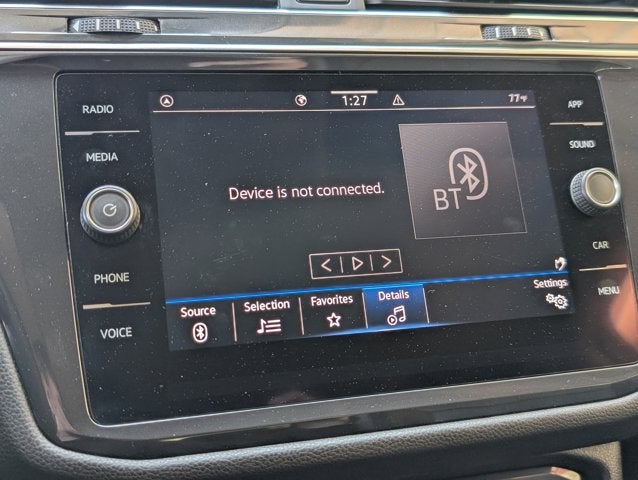 RADIO
MEDIA
PHONE
VOICE
1:27
77°F
Device is not connected.
BT
Source
Selection
Favorites
Details
Settings
APP
SOUND
CAR
MENU